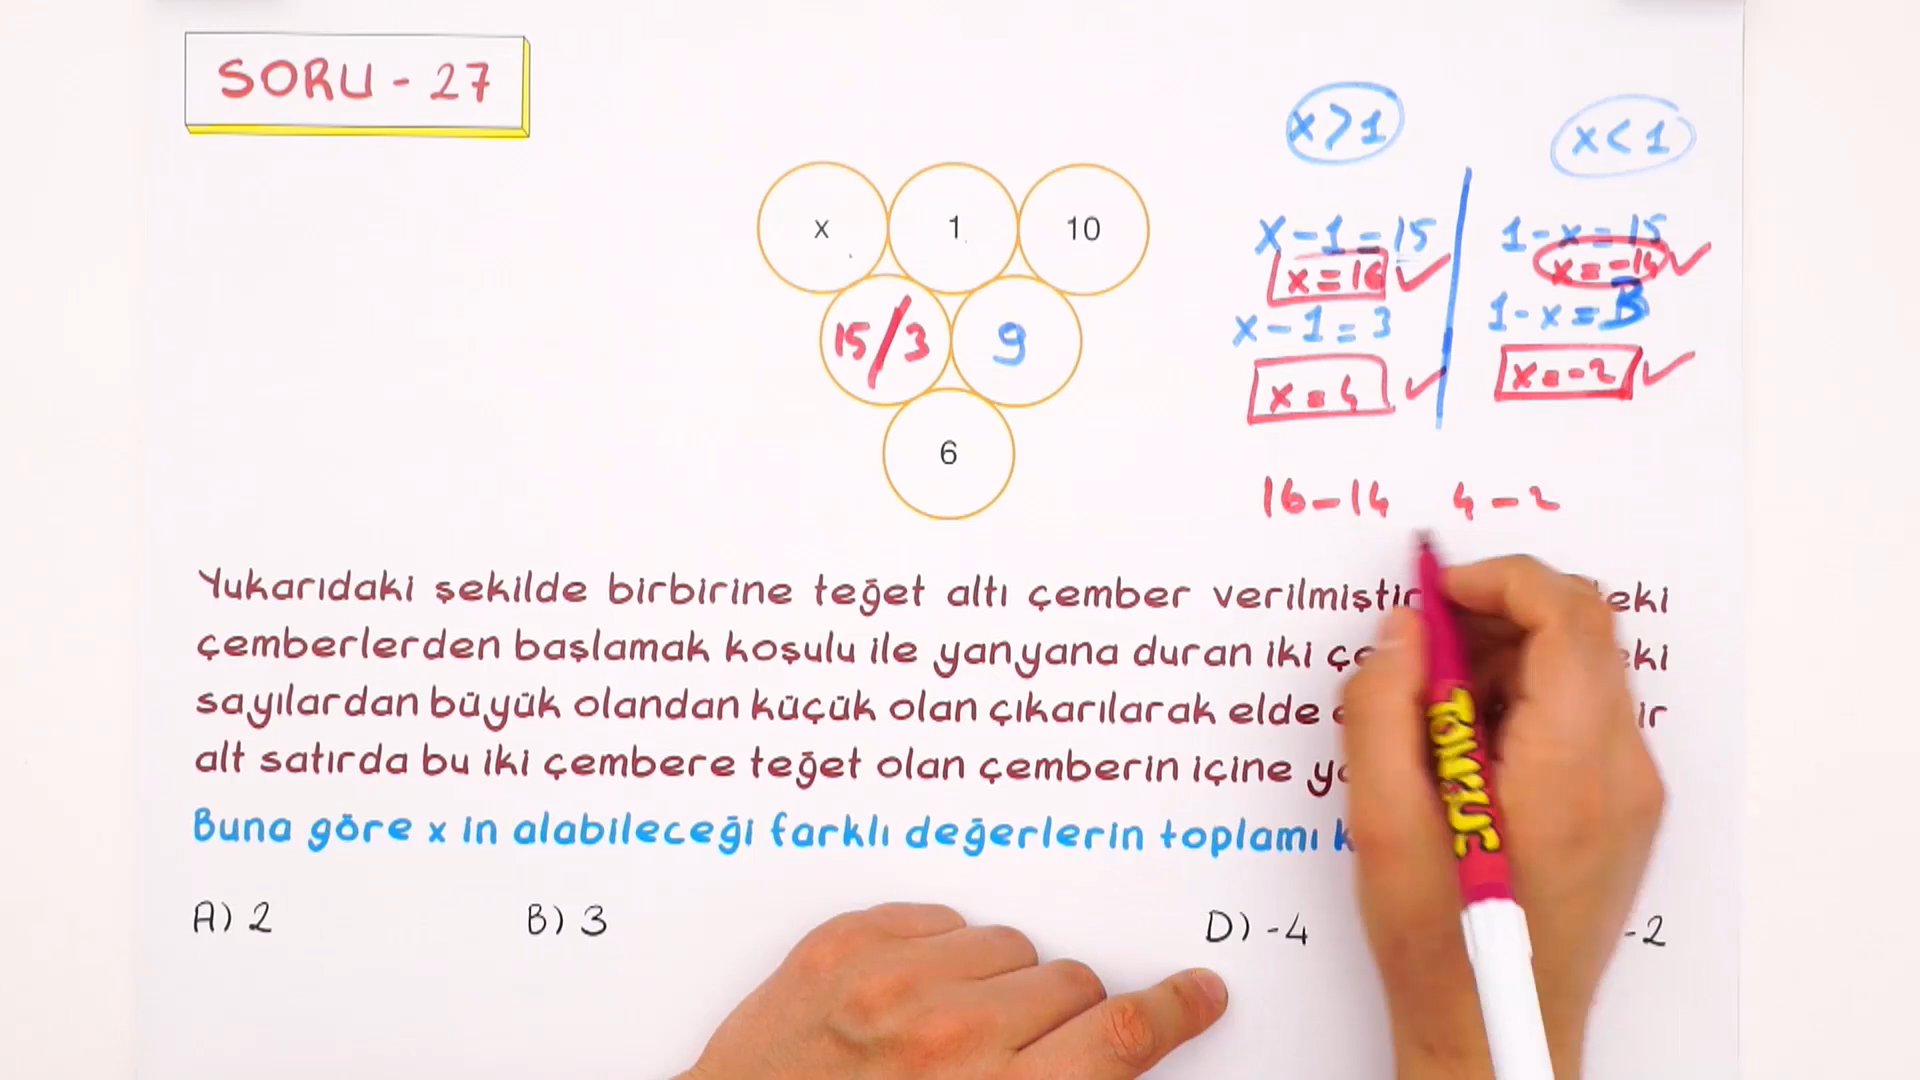 SORU - 27
x > 1
x < 1
x 1 10
x - 1 = 15
1 - x = 15
x = 16
x = -14
15/3 9
x - 1 = 3
1 - x = 3
x = 4
x = -2
6
16 - 14 4 - 2
Yukarıdaki şekilde birbirine teğet altı çember
çemberlerden başlamak koşulu ile yanyana duran iki
sayılardan büyük olandan küçük olan çıkarılarak elde
alt satırda bu iki çembere teğet olan çemberin içine
Buna göre x in alabileceği farklı değerlerin toplamı
A) 2 B) 3 D) -4 -2
TOMBUL